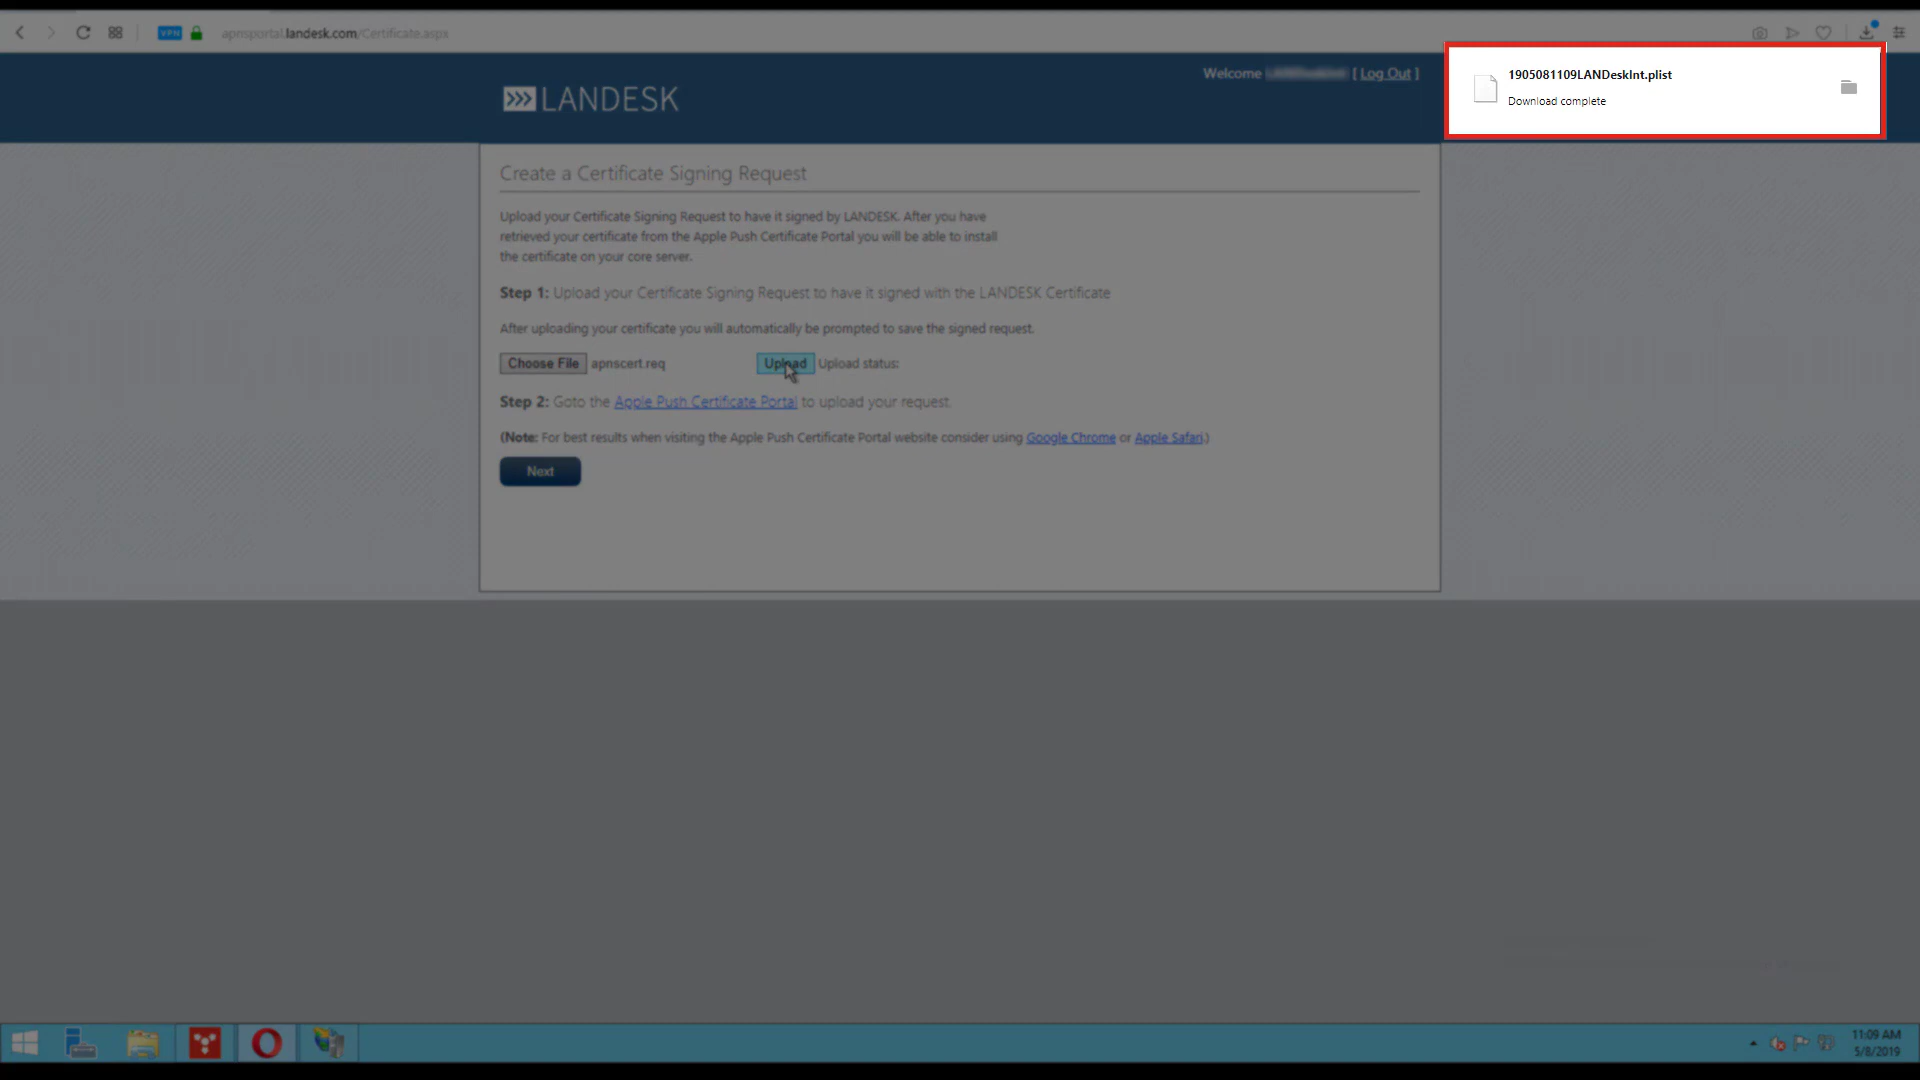 VPN
apnsportal.landesk.com/Certificate.aspx
Welcome [ Log Out ]
LANDESK
1905081109LANDeskInt.plist
Download complete
Create a Certificate Signing Request
Upload your Certificate Signing Request to have it signed by LANDESK. After you have
retrieved your certificate from the Apple Push Certificate Portal you will be able to install
the certificate on your core server.
Step 1: Upload your Certificate Signing Request to have it signed with the LANDESK Certificate
After uploading your certificate you will automatically be prompted to save the signed request.
Choose File apnscert.req Upload Upload status:
Step 2: Goto the Apple Push Certificate Portal to upload your request.
(Note: For best results when visiting the Apple Push Certificate Portal website consider using Google Chrome or Apple Safari.)
Next
11:09 AM
5/8/2019